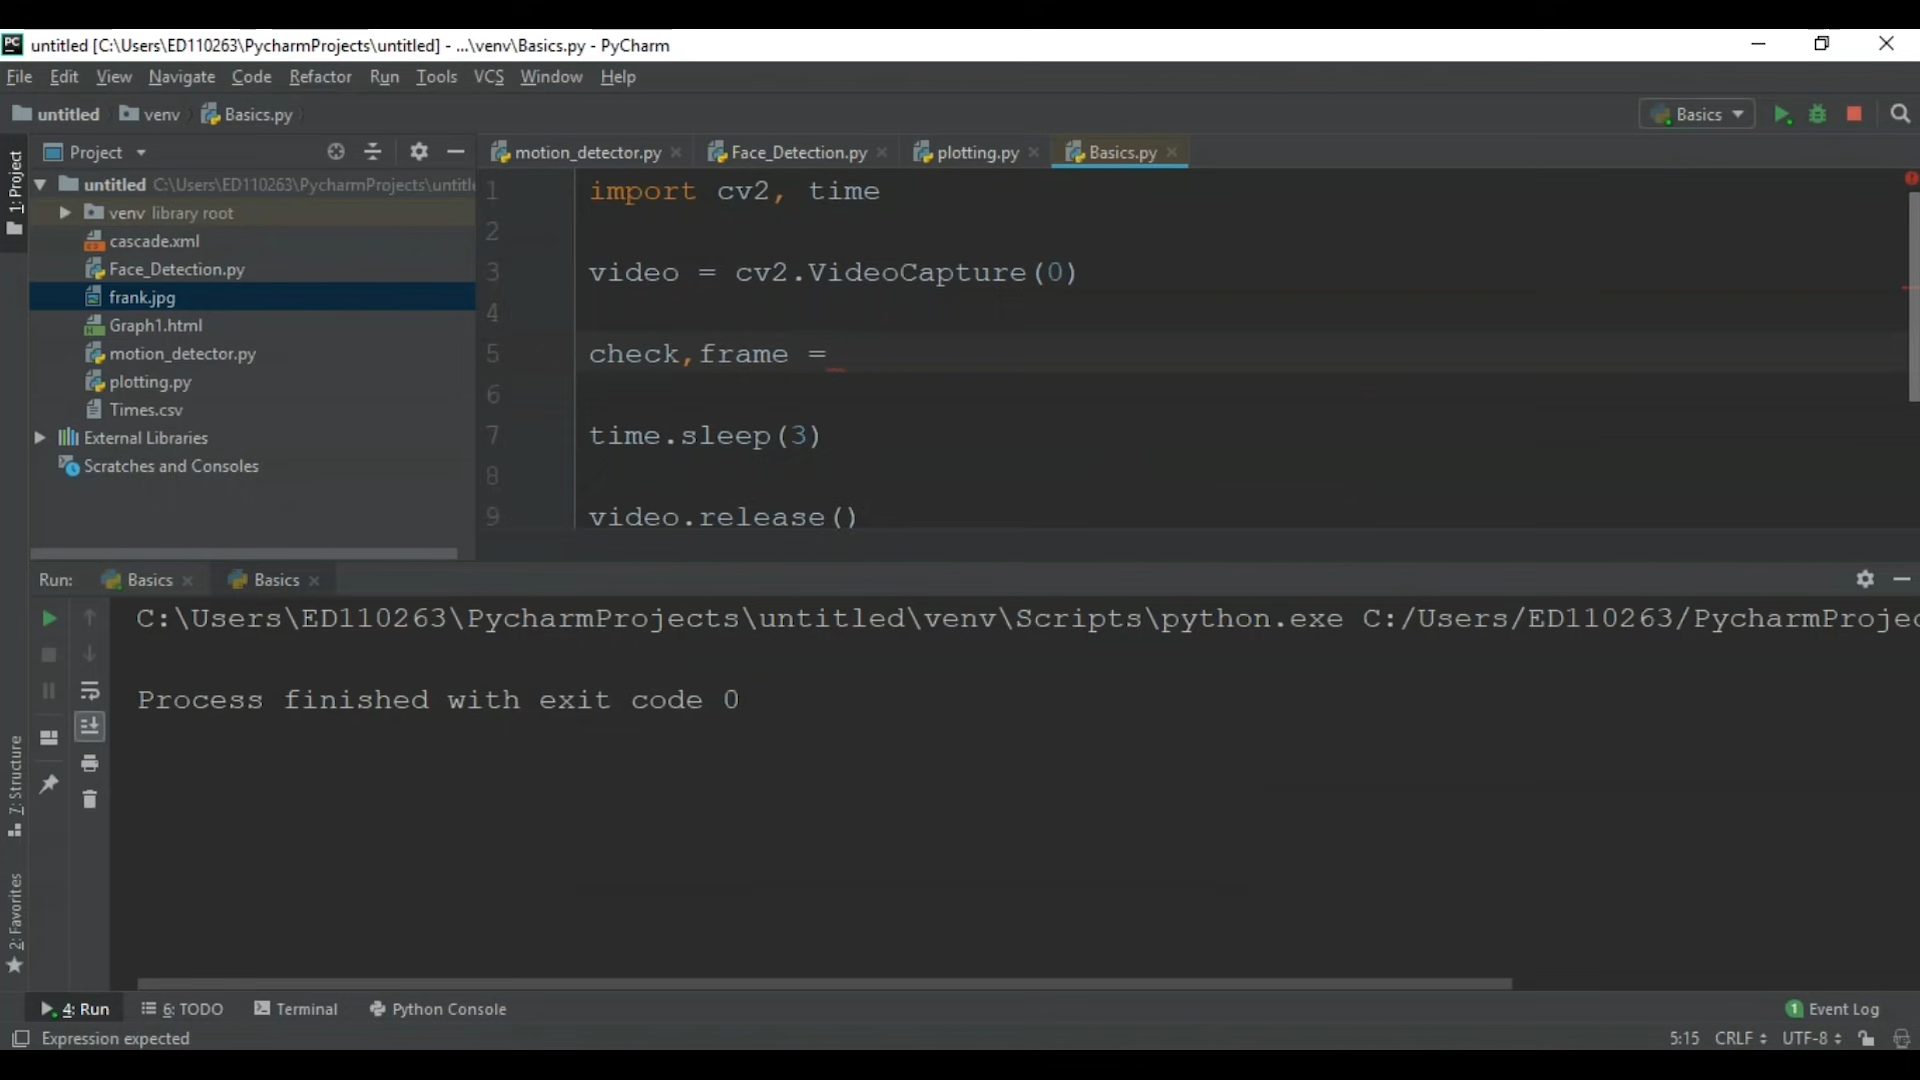 untitled [C:\Users\ED110263\PycharmProjects\untitled] - ...\venv\Basics.py - PyCharm
File Edit View Navigate Code Refactor Run Tools VCS Window Help
untitled venv Basics.py Basics
1: Project
Project motion_detector.py Face_Detection.py plotting.py Basics.py
untitled C:\Users\ED110263\PycharmProjects\untitl
venv library root
cascade.xml
Face_Detection.py
frank.jpg
Graph1.html
motion_detector.py
plotting.py
Times.csv
External Libraries
Scratches and Consoles
1 import cv2, time
2
3 video = cv2.VideoCapture(0)
4
5 check,frame =
6
7 time.sleep(3)
8
9 video.release()
Run: Basics Basics
C:\Users\ED110263\PycharmProjects\untitled\venv\Scripts\python.exe C:/Users/ED110263/PycharmProjec
Process finished with exit code 0
7: Structure
2: Favorites
4: Run 6: TODO Terminal Python Console 1 Event Log
Expression expected 5:15 CRLF UTF-8